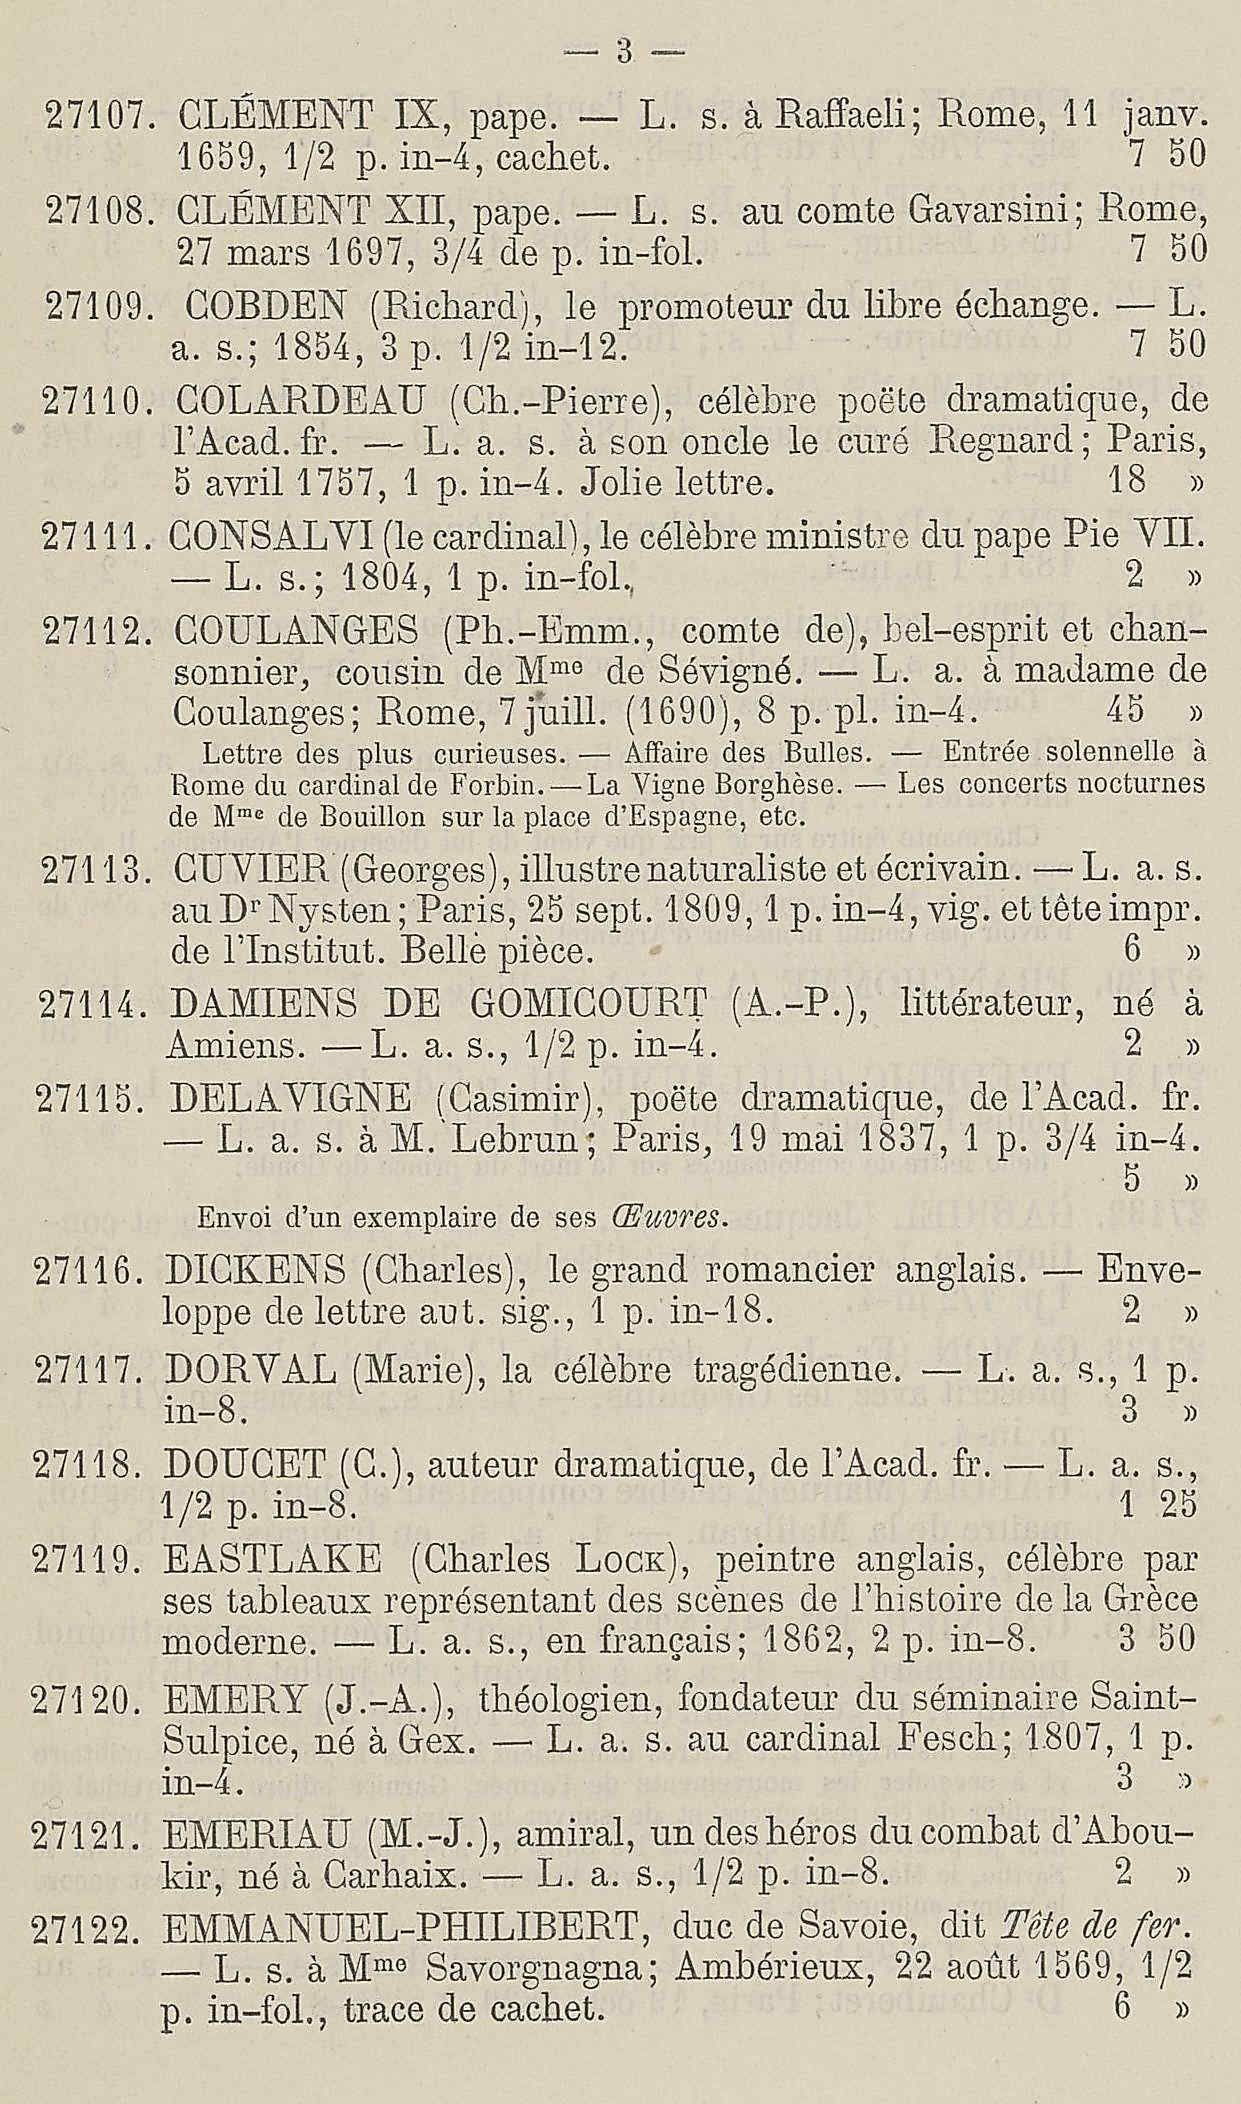 — 3 —
27107. CLÉMENT IX, pape. — L. s. à Raffaeli; Rome, 11 janv.
1659, 1/2 p. in-4, cachet. 7 50
27108. CLÉMENT XII, pape. — L. s. au comte Gavarsini; Rome,
27 mars 1697, 3/4 de p. in-fol. 7 50
27109. COBDEN (Richard), le promoteur du libre échange. — L.
a. s.; 1854, 3 p. 1/2 in-12. 7 50
27110. COLARDEAU (Ch.-Pierre), célèbre poëte dramatique, de
l'Acad. fr. — L. a. s. à son oncle le curé Regnard; Paris,
5 avril 1757, 1 p. in-4. Jolie lettre. 18 »
27111. CONSALVI (le cardinal), le célèbre ministre du pape Pie VII.
— L. s.; 1804, 1 p. in-fol., 2 »
27112. COULANGES (Ph.-Emm., comte de), bel-esprit et chan-
sonnier, cousin de Mme de Sévigné. — L. a. à madame de
Coulanges; Rome, 7 juill. (1690), 8 p. pl. in-4. 45 »
Lettre des plus curieuses. — Affaire des Bulles. — Entrée solennelle à
Rome du cardinal de Forbin. — La Vigne Borghèse. — Les concerts nocturnes
de Mme de Bouillon sur la place d'Espagne, etc.
27113. CUVIER (Georges), illustre naturaliste et écrivain. — L. a. s.
au Dr Nysten; Paris, 25 sept. 1809, 1 p. in-4, vig. et tête impr.
de l'Institut. Belle pièce. 6 »
27114. DAMIENS DE GOMICOURT (A.-P.), littérateur, né à
Amiens. — L. a. s., 1/2 p. in-4. 2 »
27115. DELAVIGNE (Casimir), poëte dramatique, de l'Acad. fr.
— L. a. s. à M. Lebrun; Paris, 19 mai 1837, 1 p. 3/4 in-4.
5 »
Envoi d'un exemplaire de ses Œuvres.
27116. DICKENS (Charles), le grand romancier anglais. — Enve-
loppe de lettre aut. sig., 1 p. in-18. 2 »
27117. DORVAL (Marie), la célèbre tragédienne. — L. a. s., 1 p.
in-8. 3 »
27118. DOUCET (C.), auteur dramatique, de l'Acad. fr. — L. a. s.,
1/2 p. in-8. 1 25
27119. EASTLAKE (Charles LOCK), peintre anglais, célèbre par
ses tableaux représentant des scènes de l'histoire de la Grèce
moderne. — L. a. s., en français; 1862, 2 p. in-8. 3 50
27120. EMERY (J.-A.), théologien, fondateur du séminaire Saint-
Sulpice, né à Gex. — L. a. s. au cardinal Fesch; 1807, 1 p.
in-4. 3 »
27121. EMERIAU (M.-J.), amiral, un des héros du combat d'Abou-
kir, né à Carhaix. — L. a. s., 1/2 p. in-8. 2 »
27122. EMMANUEL-PHILIBERT, duc de Savoie, dit Tête de fer.
— L. s. à Mme Savorgnagna; Ambérieux, 22 août 1569, 1/2
p. in-fol., trace de cachet. 6 »